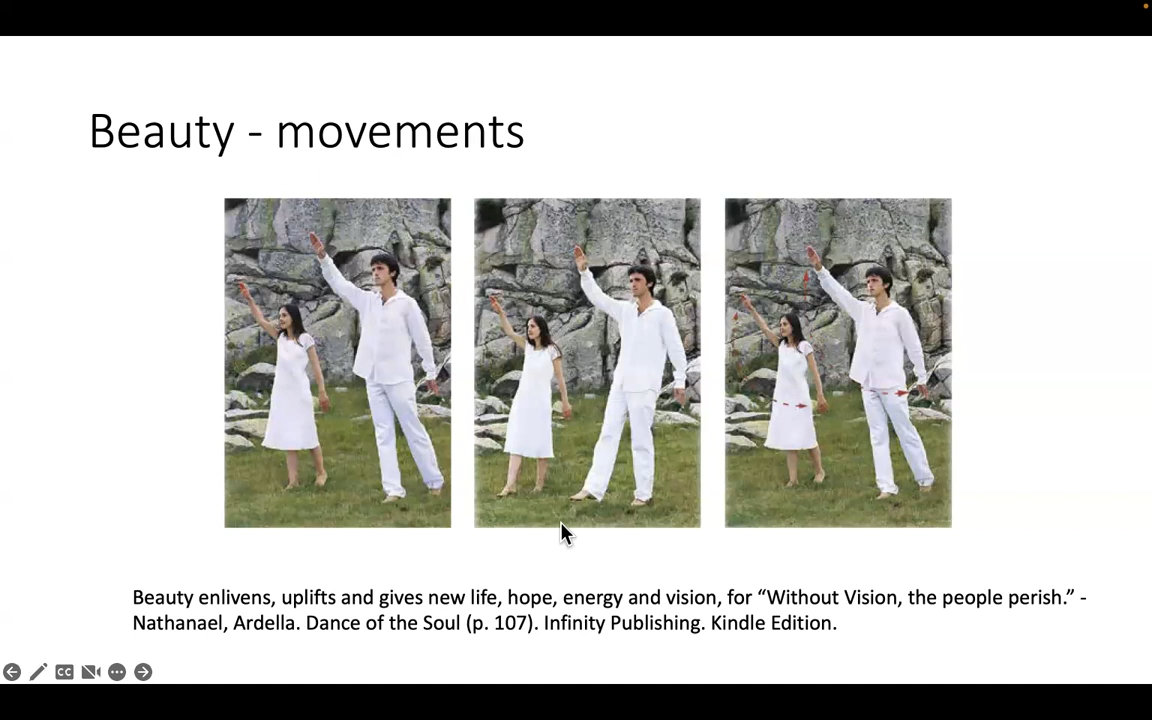 Beauty - movements
Beauty enlivens, uplifts and gives new life, hope, energy and vision, for “Without Vision, the people perish.” -
Nathanael, Ardella. Dance of the Soul (p. 107). Infinity Publishing. Kindle Edition.
CC